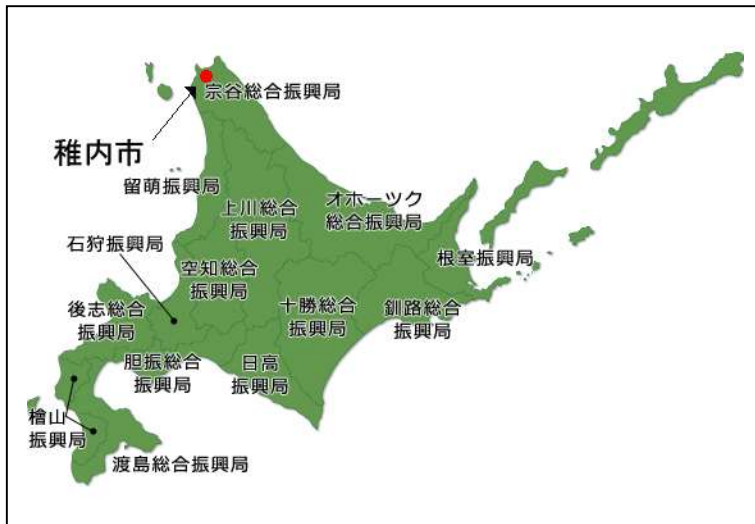 宗谷総合振興局
稚内市
留萌振興局
上川総合
振興局
オホーツク
総合振興局
石狩振興局
空知総合
振興局
根室振興局
後志総合
振興局
十勝総合
振興局
釧路総合
振興局
胆振総合
振興局
日高
振興局
檜山
振興局
渡島総合振興局